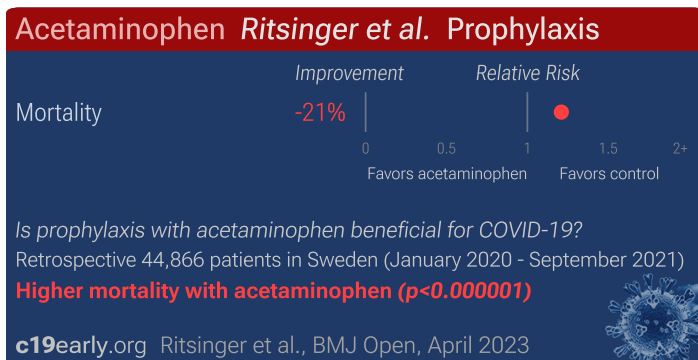 Acetaminophen Ritsinger et al. Prophylaxis
Improvement Relative Risk
Mortality -21%
0 0.5 1 1.5 2+
Favors acetaminophen Favors control
Is prophylaxis with acetaminophen beneficial for COVID-19?
Retrospective 44,866 patients in Sweden (January 2020 - September 2021)
Higher mortality with acetaminophen (p<0.000001)
c19early.org Ritsinger et al., BMJ Open, April 2023